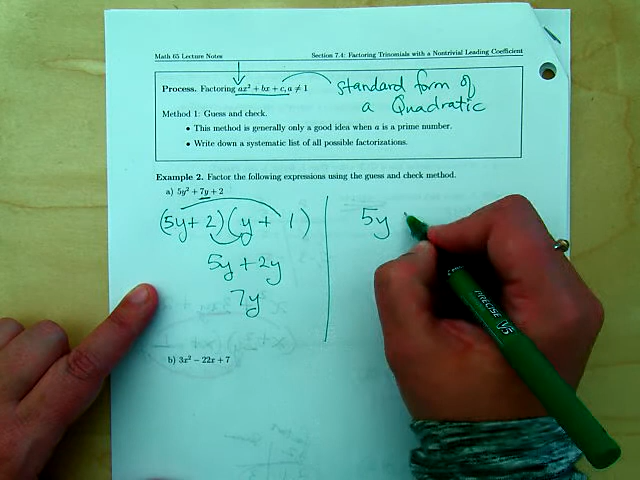 Math 65 Lecture Notes Section 7.4: Factoring Trinomials with a Nontrivial Leading Coefficient
Process. Factoring ax² + bx + c, a ≠ 1 standard form of
a Quadratic
Method 1: Guess and check.
• This method is generally only a good idea when a is a prime number.
• Write down a systematic list of all possible factorizations.
Example 2. Factor the following expressions using the guess and check method.
a) 5y² + 7y + 2
(5y + 2)(y + 1) 5y
5y + 2y
7y
b) 3x² − 22x + 7
PRECISE V5